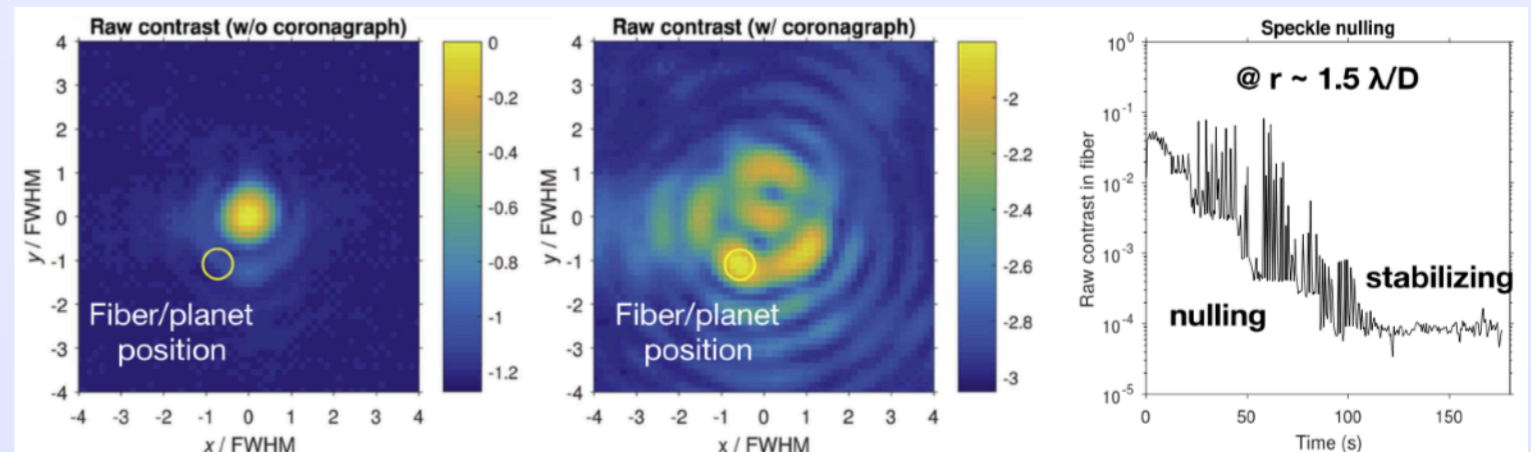 Raw contrast (w/o coronagraph)
4
3
2
1
0
-1
-2
-3
-4
y / FWHM
-4 -3 -2 -1 0 1 2 3 4
x / FWHM
Fiber/planet
position
0
-0.2
-0.4
-0.6
-0.8
-1
-1.2
Raw contrast (w/ coronagraph)
4
3
2
1
0
-1
-2
-3
-4
y / FWHM
-4 -3 -2 -1 0 1 2 3 4
x / FWHM
Fiber/planet
position
-2
-2.2
-2.4
-2.6
-2.8
-3
Speckle nulling
@ r ~ 1.5 λ/D
10^0
10^-1
10^-2
10^-3
10^-4
10^-5
Raw contrast in fiber
stabilizing
nulling
0 50 100 150
Time (s)